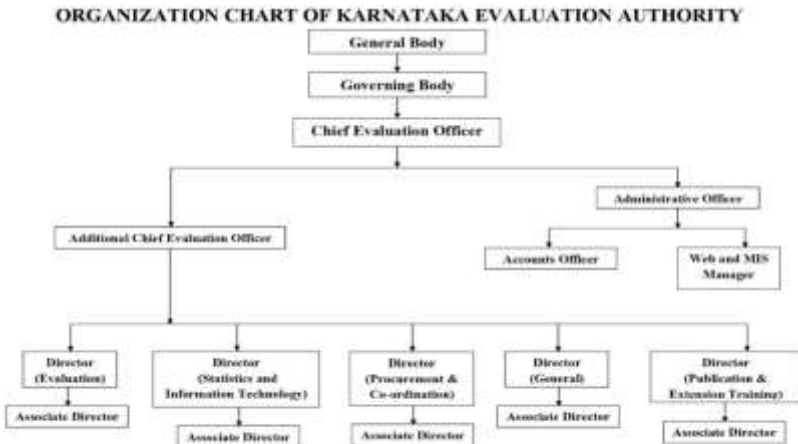 ORGANIZATION CHART OF KARNATAKA EVALUATION AUTHORITY
General Body
Governing Body
Chief Evaluation Officer
Administrative Officer
Additional Chief Evaluation Officer
Accounts Officer
Web and MIS
Manager
Director
(Evaluation)
Associate Director
Director
(Statistics and
Information Technology)
Associate Director
Director
(Procurement &
Co-ordination)
Associate Director
Director
(General)
Associate Director
Director
(Publication &
Extension Training)
Associate Director